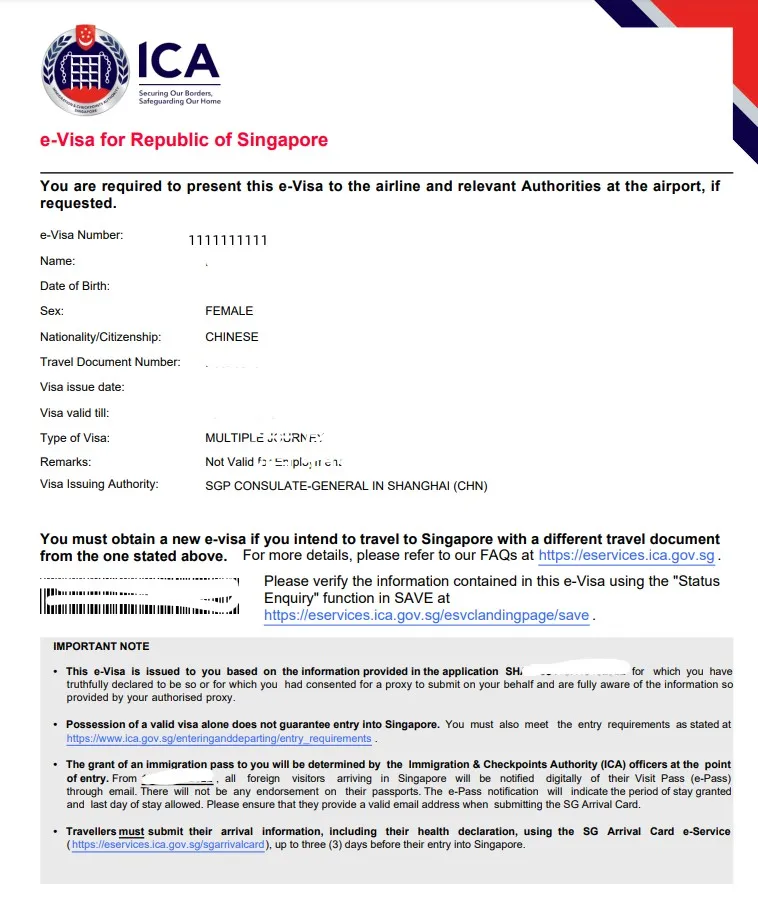 ICA
Securing Our Borders,
Safeguarding Our Home
IMMIGRATION & CHECKPOINTS AUTHORITY
SINGAPORE
e-Visa for Republic of Singapore
You are required to present this e-Visa to the airline and relevant Authorities at the airport, if
requested.
e-Visa Number: 1111111111
Name:
Date of Birth:
Sex: FEMALE
Nationality/Citizenship: CHINESE
Travel Document Number:
Visa issue date:
Visa valid till:
Type of Visa: MULTIPLE JOURNEY
Remarks: Not Valid for Employment
Visa Issuing Authority: SGP CONSULATE-GENERAL IN SHANGHAI (CHN)
You must obtain a new e-visa if you intend to travel to Singapore with a different travel document
from the one stated above. For more details, please refer to our FAQs at https://eservices.ica.gov.sg .
Please verify the information contained in this e-Visa using the "Status
Enquiry" function in SAVE at
https://eservices.ica.gov.sg/esvclandingpage/save .
IMPORTANT NOTE
• This e-Visa is issued to you based on the information provided in the application for which you have
truthfully declared to be so or for which you had consented for a proxy to submit on your behalf and are fully aware of the information so
provided by your authorised proxy.
• Possession of a valid visa alone does not guarantee entry into Singapore. You must also meet the entry requirements as stated at
https://www.ica.gov.sg/enteringanddeparting/entry_requirements .
• The grant of an immigration pass to you will be determined by the Immigration & Checkpoints Authority (ICA) officers at the point
of entry. From , all foreign visitors arriving in Singapore will be notified digitally of their Visit Pass (e-Pass)
through email. There will not be any endorsement on their passports. The e-Pass notification will indicate the period of stay granted
and last day of stay allowed. Please ensure that they provide a valid email address when submitting the SG Arrival Card.
• Travellers must submit their arrival information, including their health declaration, using the SG Arrival Card e-Service
( https://eservices.ica.gov.sg/sgarrivalcard ), up to three (3) days before their entry into Singapore.